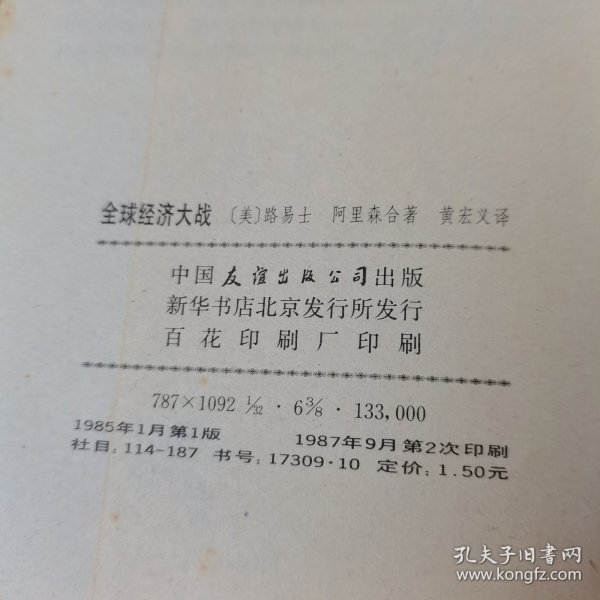 全球经济大战 〔美〕路易士 阿里森合著 黄宏义译
中国友谊出版公司出版
新华书店北京发行所发行
百花印刷厂印刷
787×1092 1/32 · 6 3/8 · 133,000
1985年1月第1版 1987年9月第2次印刷
社目：114-187 书号：17309·10 定价：1.50元
孔夫子旧书网
www.kongfz.com